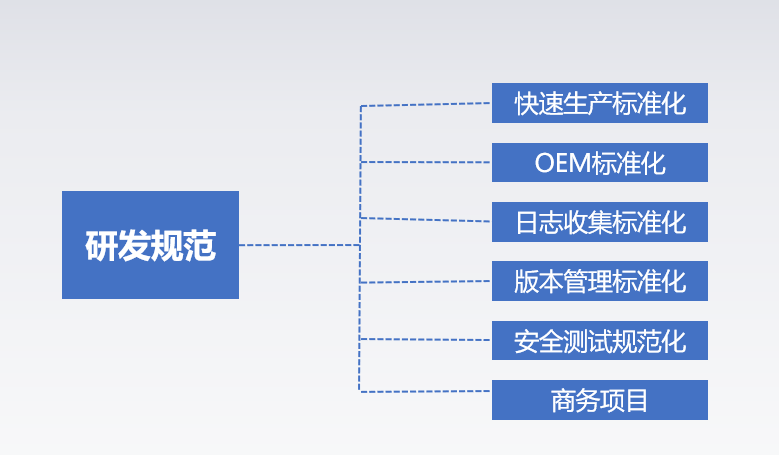 研发规范
快速生产标准化
OEM标准化
日志收集标准化
版本管理标准化
安全测试规范化
商务项目